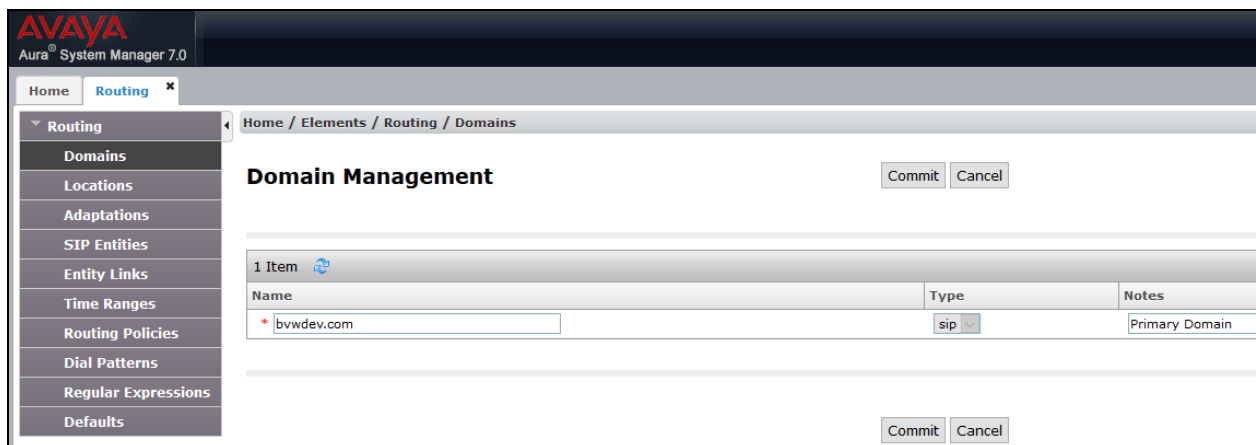 AVAYA
Aura® System Manager 7.0
Home
Routing ×
Routing
Domains
Locations
Adaptations
SIP Entities
Entity Links
Time Ranges
Routing Policies
Dial Patterns
Regular Expressions
Defaults
Home / Elements / Routing / Domains
Domain Management
Commit Cancel
1 Item
Name Type Notes
* bvwdev.com sip Primary Domain
Commit Cancel